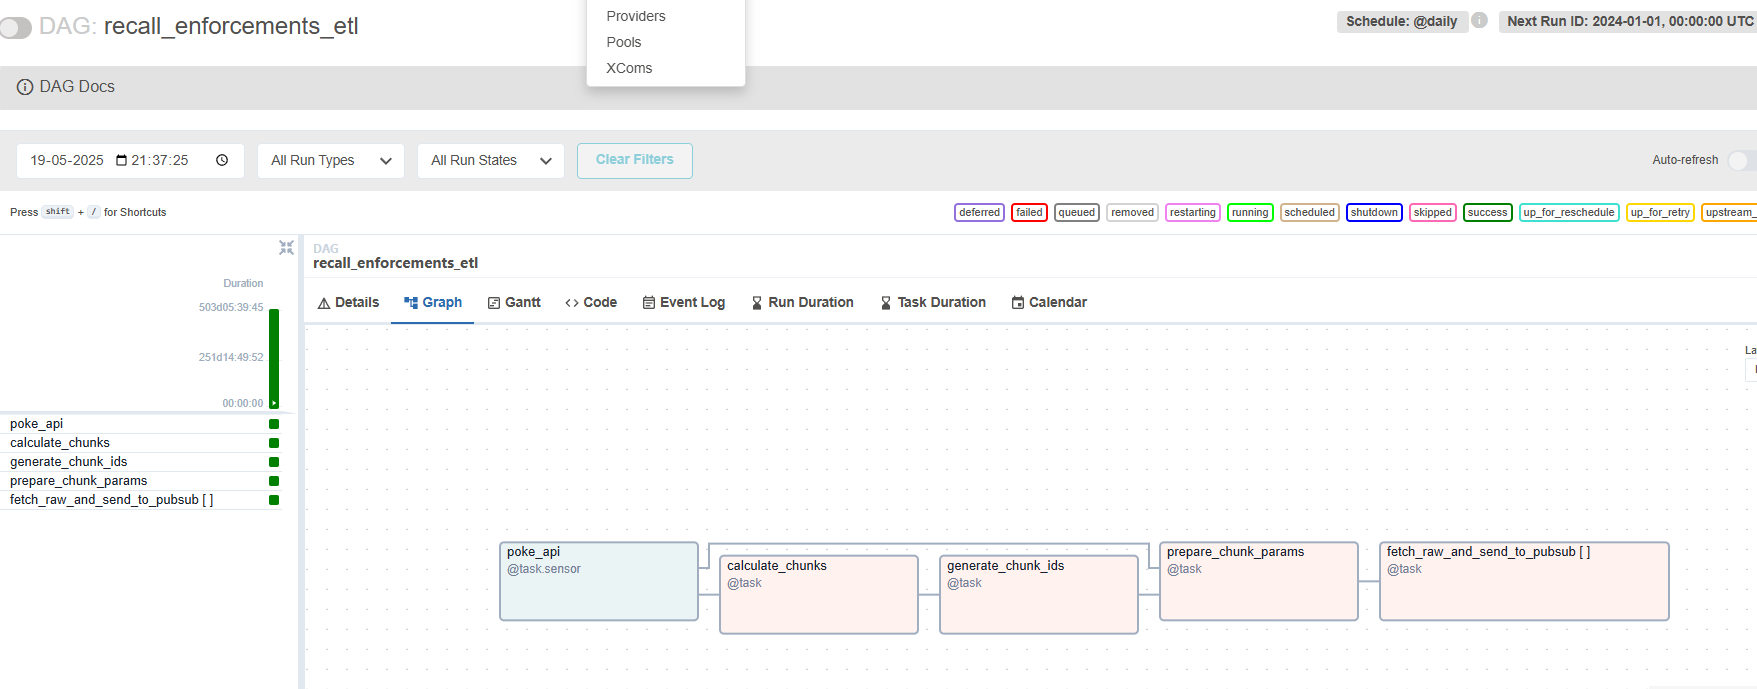 DAG: recall_enforcements_etl
Providers
Pools
XComs
Schedule: @daily
Next Run ID: 2024-01-01, 00:00:00 UTC
DAG Docs
19-05-2025 21:37:25
All Run Types
All Run States
Clear Filters
Auto-refresh
Press shift + / for Shortcuts
deferred
failed
queued
removed
restarting
running
scheduled
shutdown
skipped
success
up_for_reschedule
up_for_retry
upstream_
DAG
recall_enforcements_etl
Duration
503d05:39:45
251d14:49:52
00:00:00
Details
Graph
Gantt
Code
Event Log
Run Duration
Task Duration
Calendar
La
poke_api
calculate_chunks
generate_chunk_ids
prepare_chunk_params
fetch_raw_and_send_to_pubsub [ ]
poke_api
@task.sensor
calculate_chunks
@task
generate_chunk_ids
@task
prepare_chunk_params
@task
fetch_raw_and_send_to_pubsub [ ]
@task